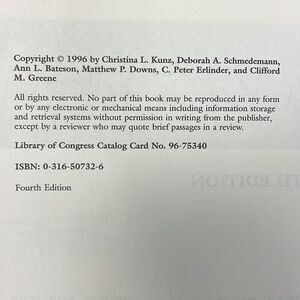 Copyright © 1996 by Christina L. Kunz, Deborah A. Schmedemann,
Ann L. Bateson, Matthew P. Downs, C. Peter Erlinder, and Clifford
M. Greene
All rights reserved. No part of this book may be reproduced in any form
or by any electronic or mechanical means including information storage
and retrieval systems without permission in writing from the publisher,
except by a reviewer who may quote brief passages in a review.
Library of Congress Catalog Card No. 96-75340
ISBN: 0-316-50732-6
Fourth Edition
TH EDITION